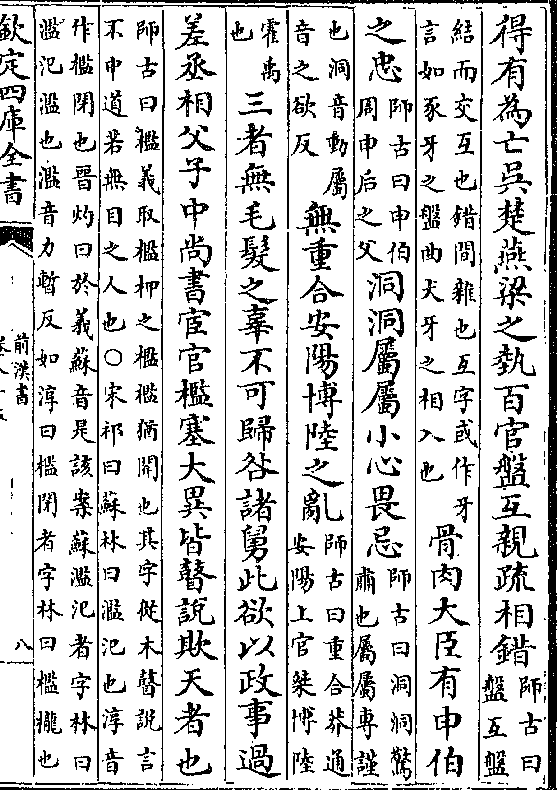 得有為亡吳楚燕梁之埶百官盤互親疏相錯師古曰
盤互盤
結而交互也錯間雜也互字或作牙
言如豕牙之盤曲犬牙之相入也
骨肉大臣有申伯
之忠
師古曰申伯
周申后之父
洞洞屬屬小心畏忌
師古曰洞洞驚
肅也屬屬專謹
也洞音動屬
音之欲反
無重合安陽博陸之亂
師古曰重合莽通
安陽上官桀博陸
霍禹
也
三者無毛髮之辜不可歸咎諸舅此欲以政事過
差丞相父子中尚書宦官檻塞大異皆瞽說欺天者也
師古曰檻義取檻柙之檻檻猶閉也其字從木瞽說言
不中道若無目之人也○宋祁曰蘇林曰濫氾也淳音
作檻閉也晉灼曰於義蘇音是該案蘇濫氾者字林曰
濫氾濫也濫音力暫反如淳曰檻閉者字林曰檻櫳也
欽定四庫全書
前漢書
八